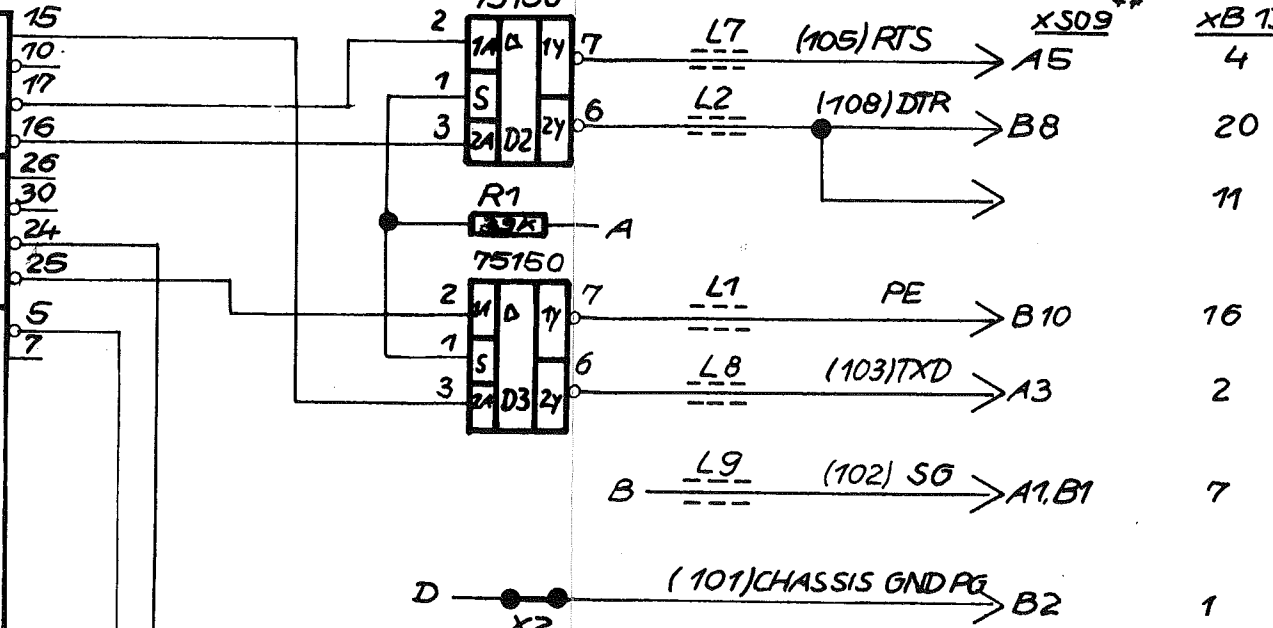 15
10
17
16
26
30
24
25
5
7
75150
2
1A
1Y
7
1
S
3
2A
D2
2Y
6
R1
A
75150
2
1Y
7
1
S
3
2A
D3
2Y
6
xS09**
L7 (105) RTS A5 4
L2 (108) DTR B8 20
11
L1 PE B10 16
L8 (103)TXD A3 2
B L9 (102) SG A1,B1 7
D (101)CHASSIS GND PG B2 1